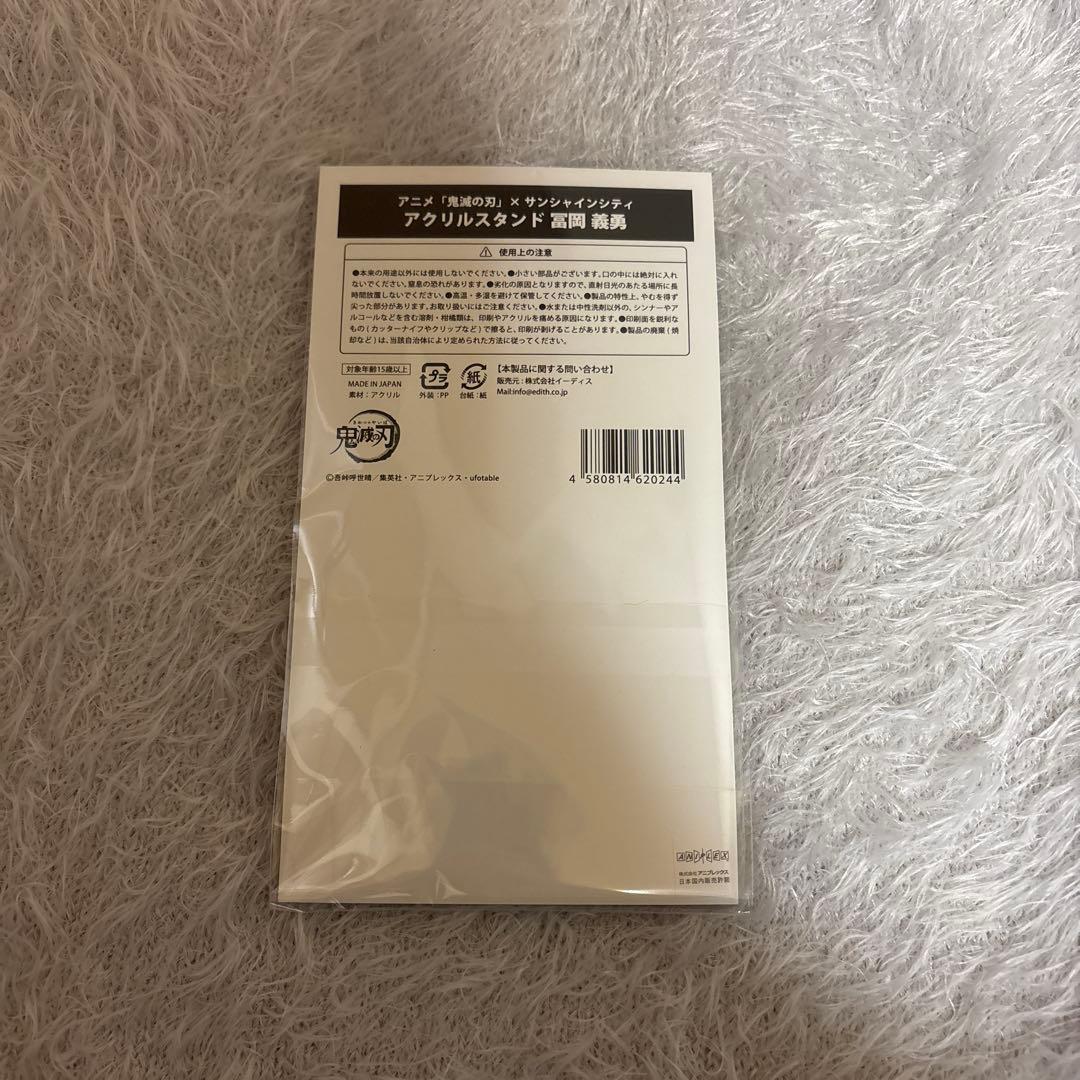 アニメ「鬼滅の刃」× サンシャインシティ
アクリルスタンド 冨岡 義勇
使用上の注意
●本来の用途以外には使用しないでください。●小さい部品がございます。口の中には絶対に入れ
ないでください。窒息の恐れがあります。●劣化の原因となりますので、直射日光のあたる場所に長
時間放置しないでください。●高温・多湿を避けて保管してください。●製品の特性上、やむを得ず
尖った部分があります。お取り扱いにはご注意ください。●水または中性洗剤以外の、シンナーやア
ルコールなどを含む溶剤・柑橘類は、印刷やアクリルを痛める原因になります。●印刷面を鋭利な
もの(カッターナイフやクリップなど)で擦ると、印刷が剥げることがあります。●製品の廃棄(焼
却など)は、当該自治体により定められた方法に従ってください。
対象年齢15歳以上
MADE IN JAPAN
素材:アクリル
プラ
外装:PP
紙
台紙:紙
【本製品に関する問い合わせ】
販売元:株式会社イーディス
Mail:info@edith.co.jp
きめつのやいば
鬼滅の刃
©吾峠呼世晴/集英社・アニプレックス・ufotable
4 580814 620244
ANIPLEX
株式会社アニプレックス
日本国内販売許諾